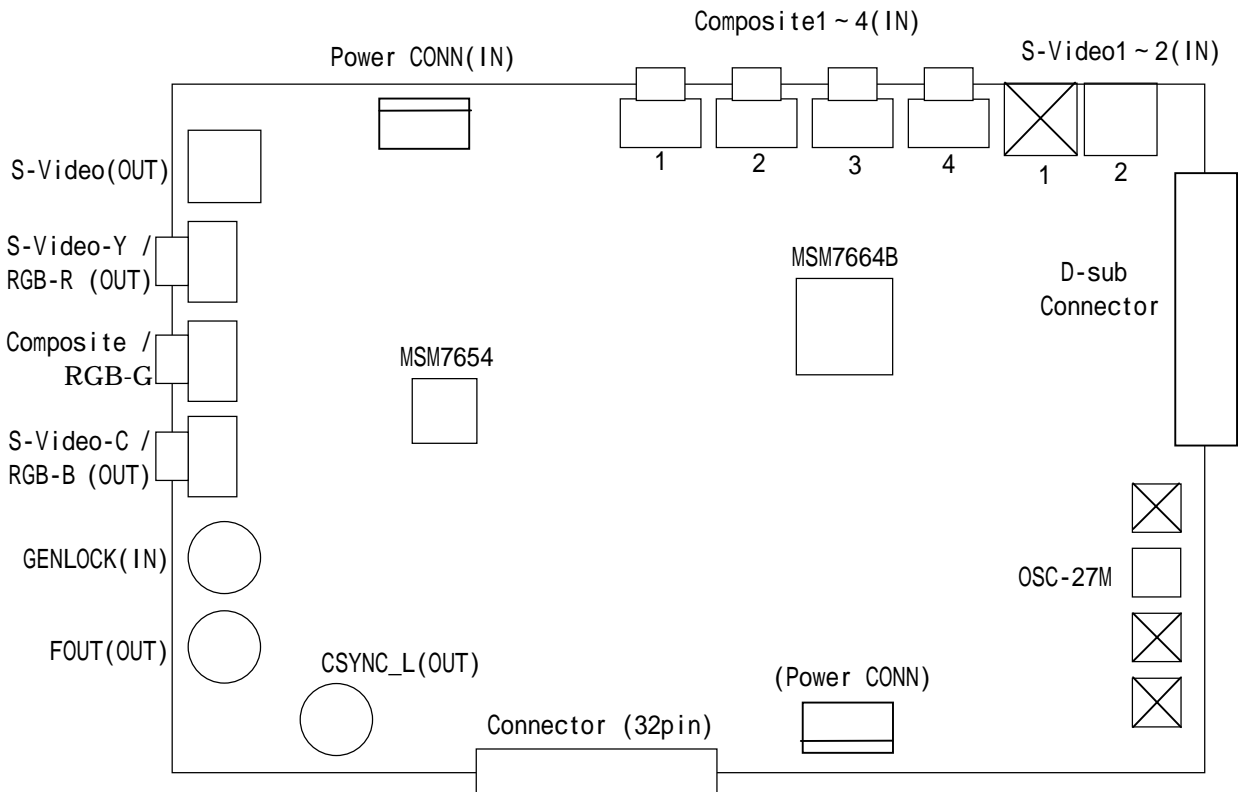 Composite1~4(IN)
Power CONN(IN)
S-Video1~2(IN)
1
2
3
4
1
2
S-Video(OUT)
S-Video-Y /
RGB-R (OUT)
MSM7664B
D-sub
Connector
Composite /
RGB-G
MSM7654
S-Video-C /
RGB-B (OUT)
GENLOCK(IN)
OSC-27M
FOUT(OUT)
CSYNC_L(OUT)
(Power CONN)
Connector (32pin)